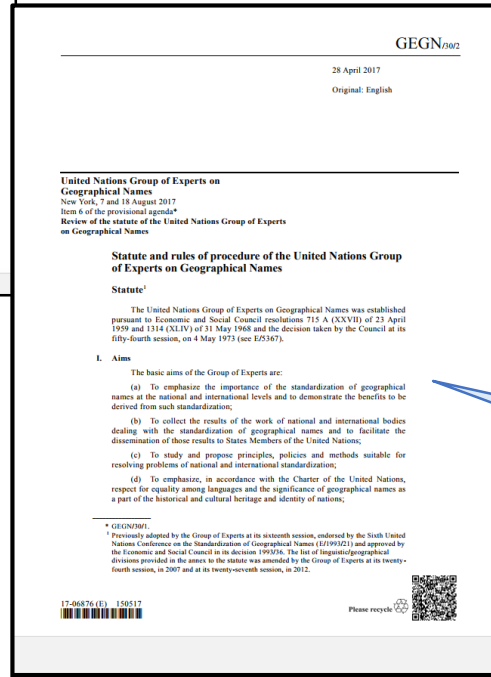 GEGN/30/2
28 April 2017
Original: English
United Nations Group of Experts on
Geographical Names
New York, 7 and 18 August 2017
Item 6 of the provisional agenda*
Review of the statute of the United Nations Group of Experts
on Geographical Names
Statute and rules of procedure of the United Nations Group
of Experts on Geographical Names
Statute¹
The United Nations Group of Experts on Geographical Names was established
pursuant to Economic and Social Council resolutions 715 A (XXVII) of 23 April
1959 and 1314 (XLIV) of 31 May 1968 and the decision taken by the Council at its
fifty-fourth session, on 4 May 1973 (see E/5367).
I. Aims
The basic aims of the Group of Experts are:
(a) To emphasize the importance of the standardization of geographical
names at the national and international levels and to demonstrate the benefits to be
derived from such standardization;
(b) To collect the results of the work of national and international bodies
dealing with the standardization of geographical names and to facilitate the
dissemination of those results to States Members of the United Nations;
(c) To study and propose principles, policies and methods suitable for
resolving problems of national and international standardization;
(d) To emphasize, in accordance with the Charter of the United Nations,
respect for equality among languages and the significance of geographical names as
a part of the historical and cultural heritage and identity of nations;
* GEGN/30/1.
¹ Previously adopted by the Group of Experts at its sixteenth session, endorsed by the Sixth United
Nations Conference on the Standardization of Geographical Names (E/1993/21) and approved by
the Economic and Social Council in its decision 1993/36. The list of linguistic/geographical
divisions provided in the annex to the statute was amended by the Group of Experts at its twenty-
fourth session, in 2007 and at its twenty-seventh session, in 2012.
17-06876 (E) 150517
Please recycle